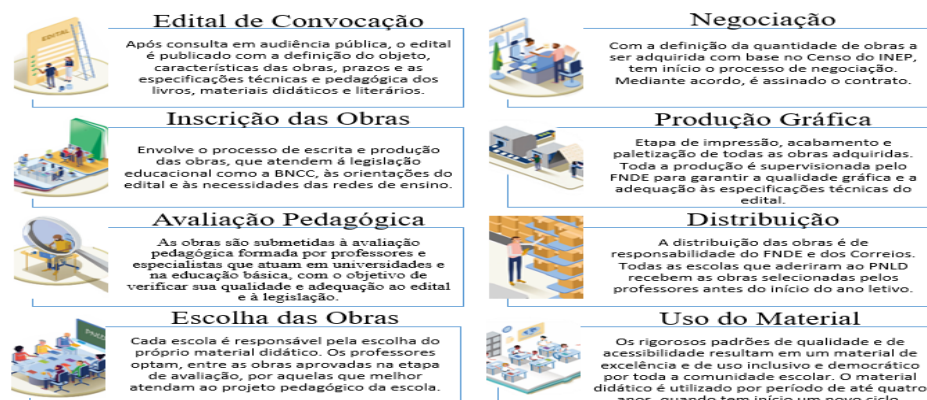 EDITAL
Edital de Convocação
Após consulta em audiência pública, o edital
é publicado com a definição do objeto,
características das obras, prazos e as
especificações técnicas e pedagógica dos
livros, materiais didáticos e literários.
Inscrição das Obras
Envolve o processo de escrita e produção
das obras, que atendem á legislação
educacional como a BNCC, às orientações do
edital e às necessidades das redes de ensino.
Avaliação Pedagógica
As obras são submetidas à avaliação
pedagógica formada por professores e
especialistas que atuam em universidades e
na educação básica, com o objetivo de
verificar sua qualidade e adequação ao edital
e à legislação.
Escolha das Obras
Cada escola é responsável pela escolha do
próprio material didático. Os professores
optam, entre as obras aprovadas na etapa
de avaliação, por aquelas que melhor
atendam ao projeto pedagógico da escola.
Negociação
Com a definição da quantidade de obras a
ser adquirida com base no Censo do INEP,
tem início o processo de negociação.
Mediante acordo, é assinado o contrato.
Produção Gráfica
Etapa de impressão, acabamento e
paletização de todas as obras adquiridas.
Toda a produção é supervisionada pelo
FNDE para garantir a qualidade gráfica e a
adequação às especificações técnicas do
edital.
Distribuição
A distribuição das obras é de
responsabilidade do FNDE e dos Correios.
Todas as escolas que aderiram ao PNLD
recebem as obras selecionadas pelos
professores antes do início do ano letivo.
Uso do Material
Os rigorosos padrões de qualidade e de
acessibilidade resultam em um material de
excelência e de uso inclusivo e democrático
por toda a comunidade escolar. O material
didático é utilizado por período de até quatro
anos, quando tem início um novo ciclo